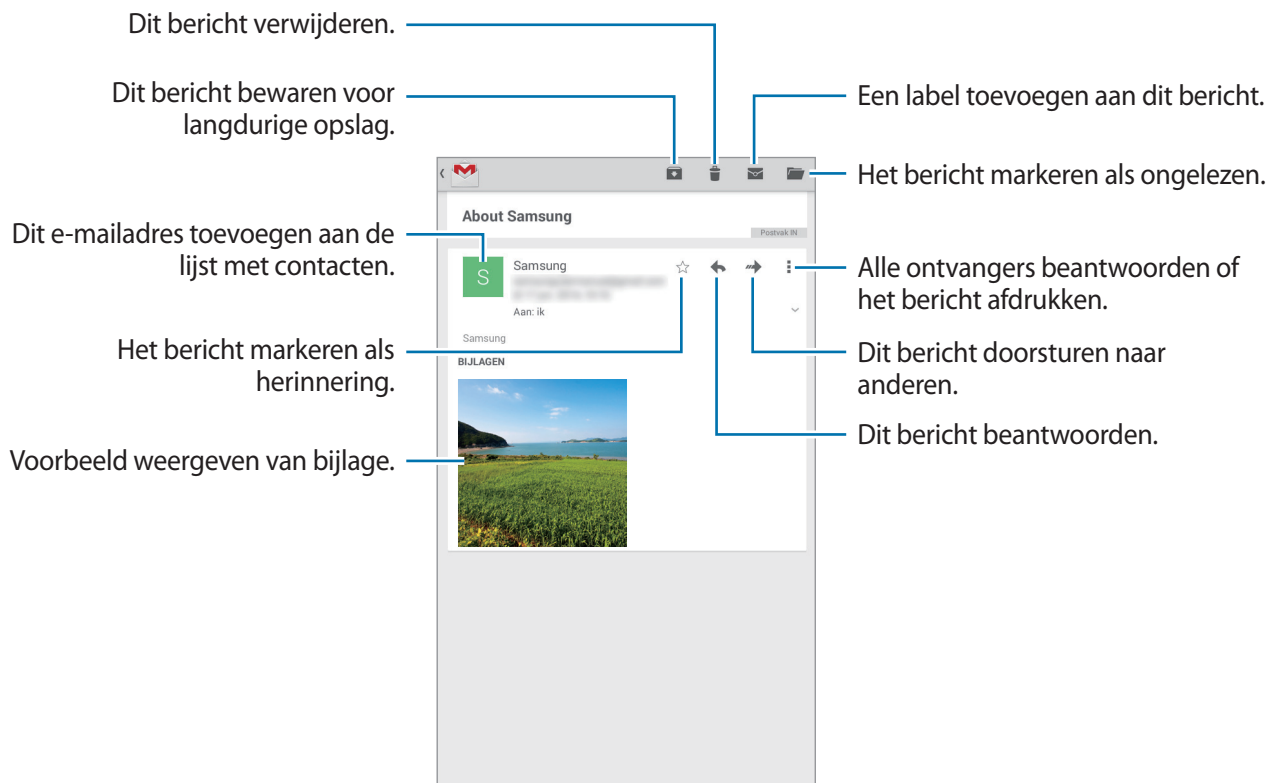 Dit bericht verwijderen.
Dit bericht bewaren voor
langdurige opslag.
Dit e-mailadres toevoegen aan de
lijst met contacten.
Het bericht markeren als
herinnering.
Voorbeeld weergeven van bijlage.
About Samsung
Postvak IN
S
Samsung
Aan: ik
Samsung
BIJLAGEN
Een label toevoegen aan dit bericht.
Het bericht markeren als ongelezen.
Alle ontvangers beantwoorden of
het bericht afdrukken.
Dit bericht doorsturen naar
anderen.
Dit bericht beantwoorden.